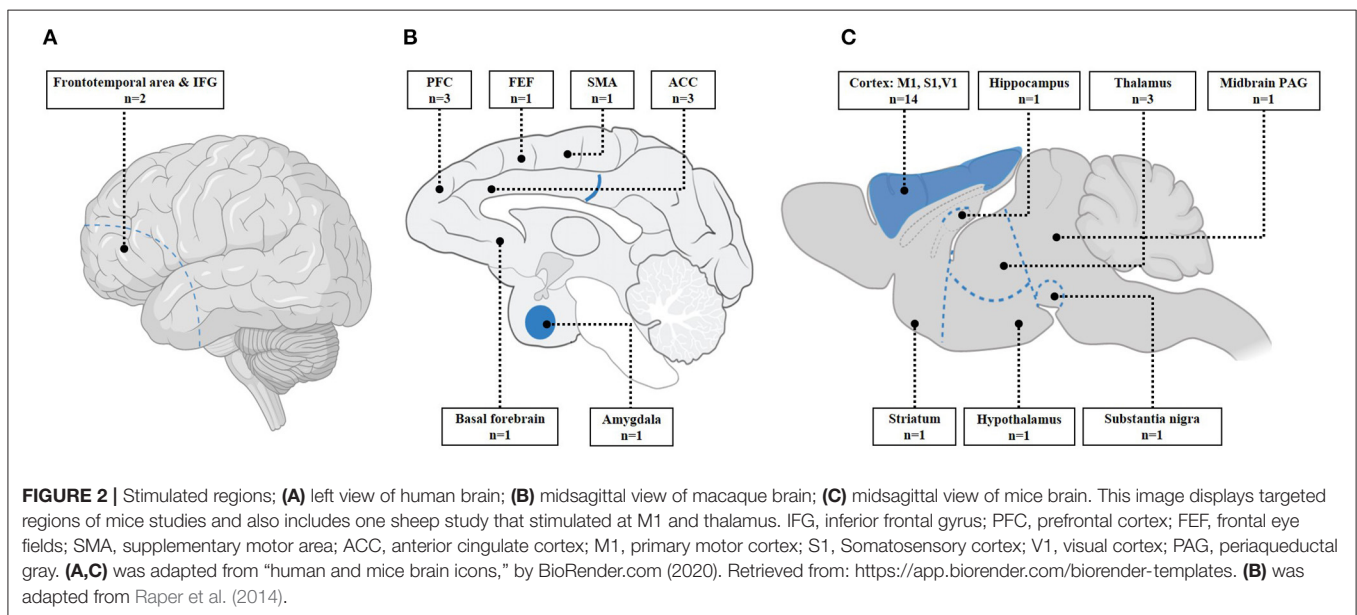 A
B
C
Frontotemporal area & IFG
n=2
PFC
n=3
FEF
n=1
SMA
n=1
ACC
n=3
Cortex: M1, S1,V1
n=14
Hippocampus
n=1
Thalamus
n=3
Midbrain PAG
n=1
Basal forebrain
n=1
Amygdala
n=1
Striatum
n=1
Hypothalamus
n=1
Substantia nigra
n=1
FIGURE 2 | Stimulated regions; (A) left view of human brain; (B) midsagittal view of macaque brain; (C) midsagittal view of mice brain. This image displays targeted
regions of mice studies and also includes one sheep study that stimulated at M1 and thalamus. IFG, inferior frontal gyrus; PFC, prefrontal cortex; FEF, frontal eye
fields; SMA, supplementary motor area; ACC, anterior cingulate cortex; M1, primary motor cortex; S1, Somatosensory cortex; V1, visual cortex; PAG, periaqueductal
gray. (A,C) was adapted from “human and mice brain icons,” by BioRender.com (2020). Retrieved from: https://app.biorender.com/biorender-templates. (B) was
adapted from Raper et al. (2014).